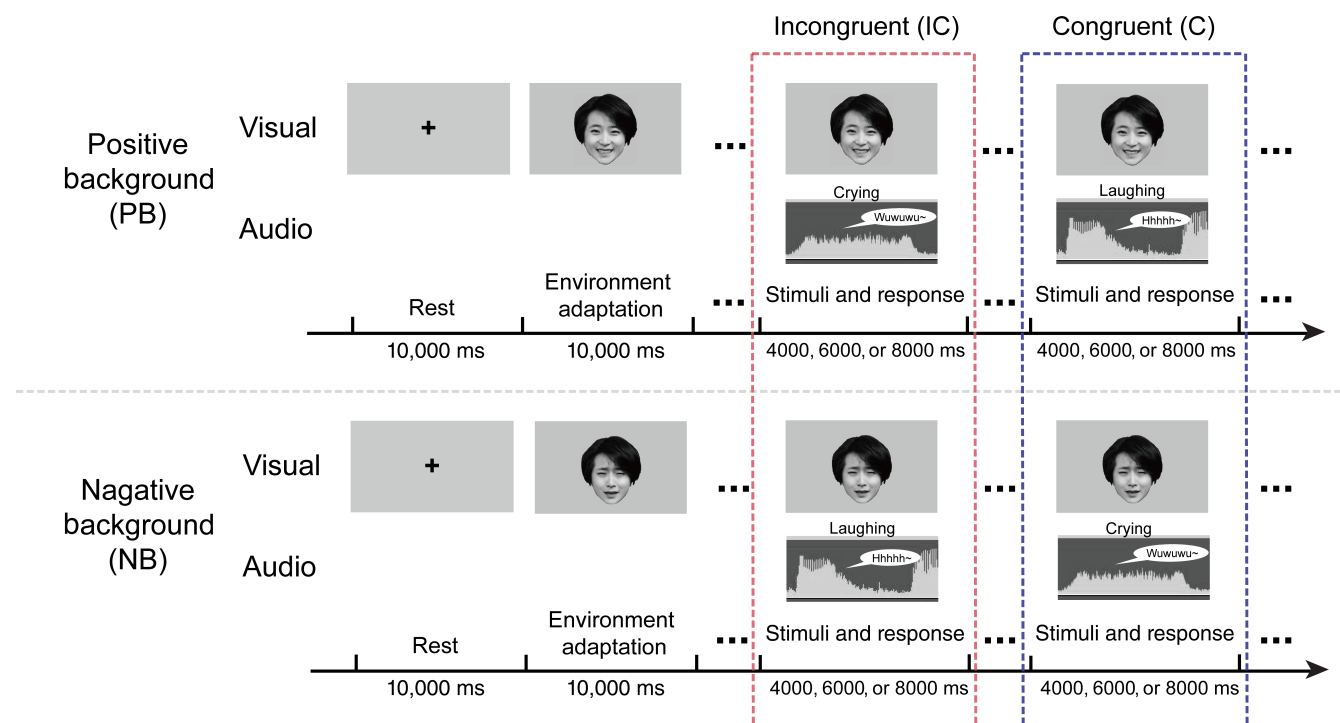 Incongruent (IC)
Congruent (C)
Positive
background
(PB)
Visual
+
...
...
...
Audio
Crying
Wuwuwu~
Laughing
Hhhhh~
Rest
Environment
adaptation
...
Stimuli and response
...
Stimuli and response
...
10,000 ms
10,000 ms
4000, 6000, or 8000 ms
4000, 6000, or 8000 ms
Nagative
background
(NB)
Visual
+
...
...
...
Audio
Laughing
Hhhhh~
Crying
Wuwuwu~
Rest
Environment
adaptation
...
Stimuli and response
...
Stimuli and response
...
10,000 ms
10,000 ms
4000, 6000, or 8000 ms
4000, 6000, or 8000 ms